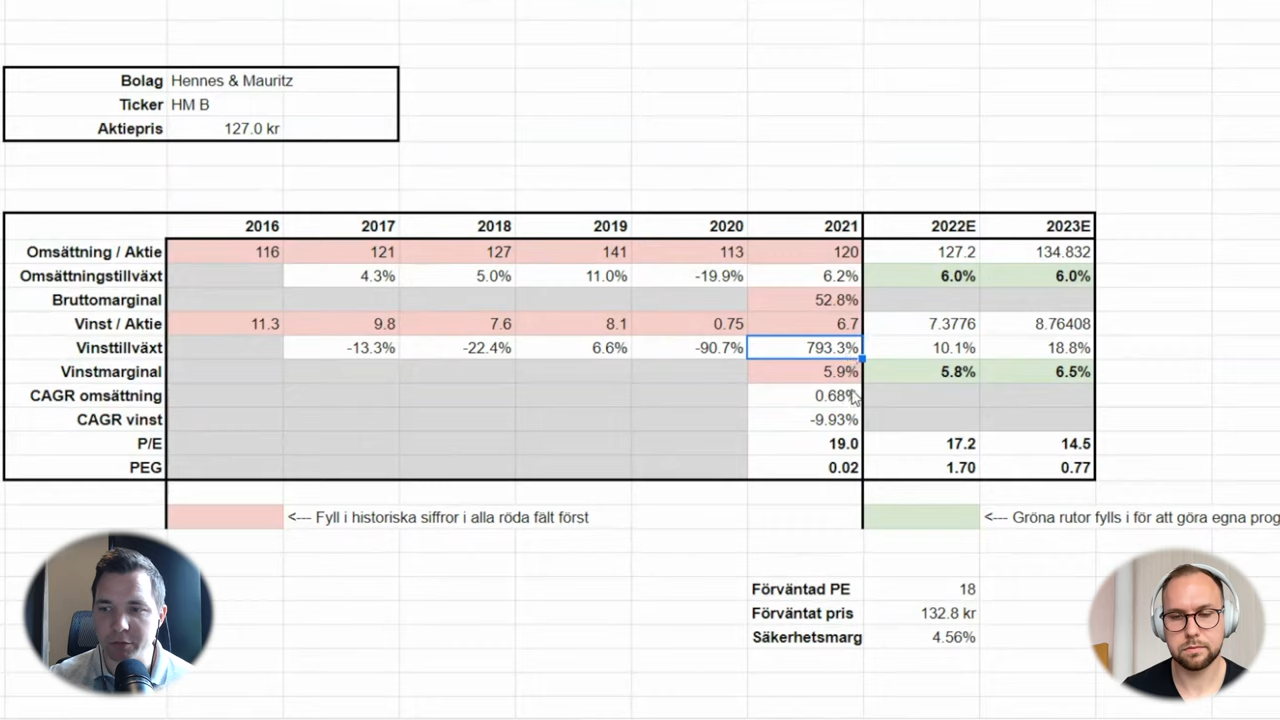 Bolag Hennes & Mauritz
Ticker HM B
Aktiepris 127.0 kr
2016 2017 2018 2019 2020 2021 2022E 2023E
Omsättning / Aktie 116 121 127 141 113 120 127.2 134.832
Omsättningstillväxt 4.3% 5.0% 11.0% -19.9% 6.2% 6.0% 6.0%
Bruttomarginal 52.8%
Vinst / Aktie 11.3 9.8 7.6 8.1 0.75 6.7 7.3776 8.76408
Vinsttillväxt -13.3% -22.4% 6.6% -90.7% 793.3% 10.1% 18.8%
Vinstmarginal 5.9% 5.8% 6.5%
CAGR omsättning 0.68%
CAGR vinst -9.93%
P/E 19.0 17.2 14.5
PEG 0.02 1.70 0.77
<--- Fyll i historiska siffror i alla röda fält först <--- Gröna rutor fylls i för att göra egna prog
Förväntad PE 18
Förväntat pris 132.8 kr
Säkerhetsmarg 4.56%